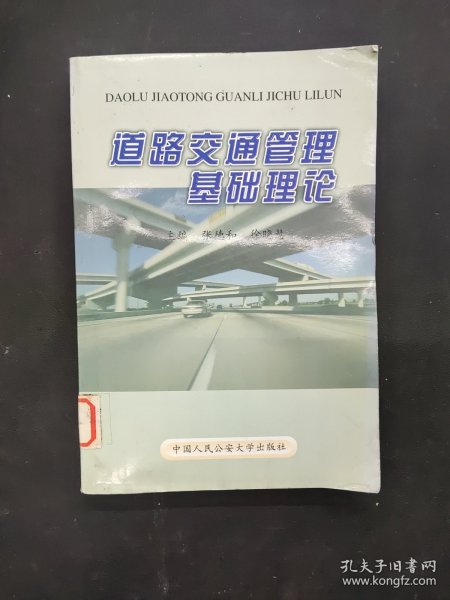 DAOLU JIAOTONG GUANLI JICHU LILUN
道路交通管理
基础理论
主编 张德和 徐晓慧
中国人民公安大学出版社
孔夫子旧书网
www.kongfz.com